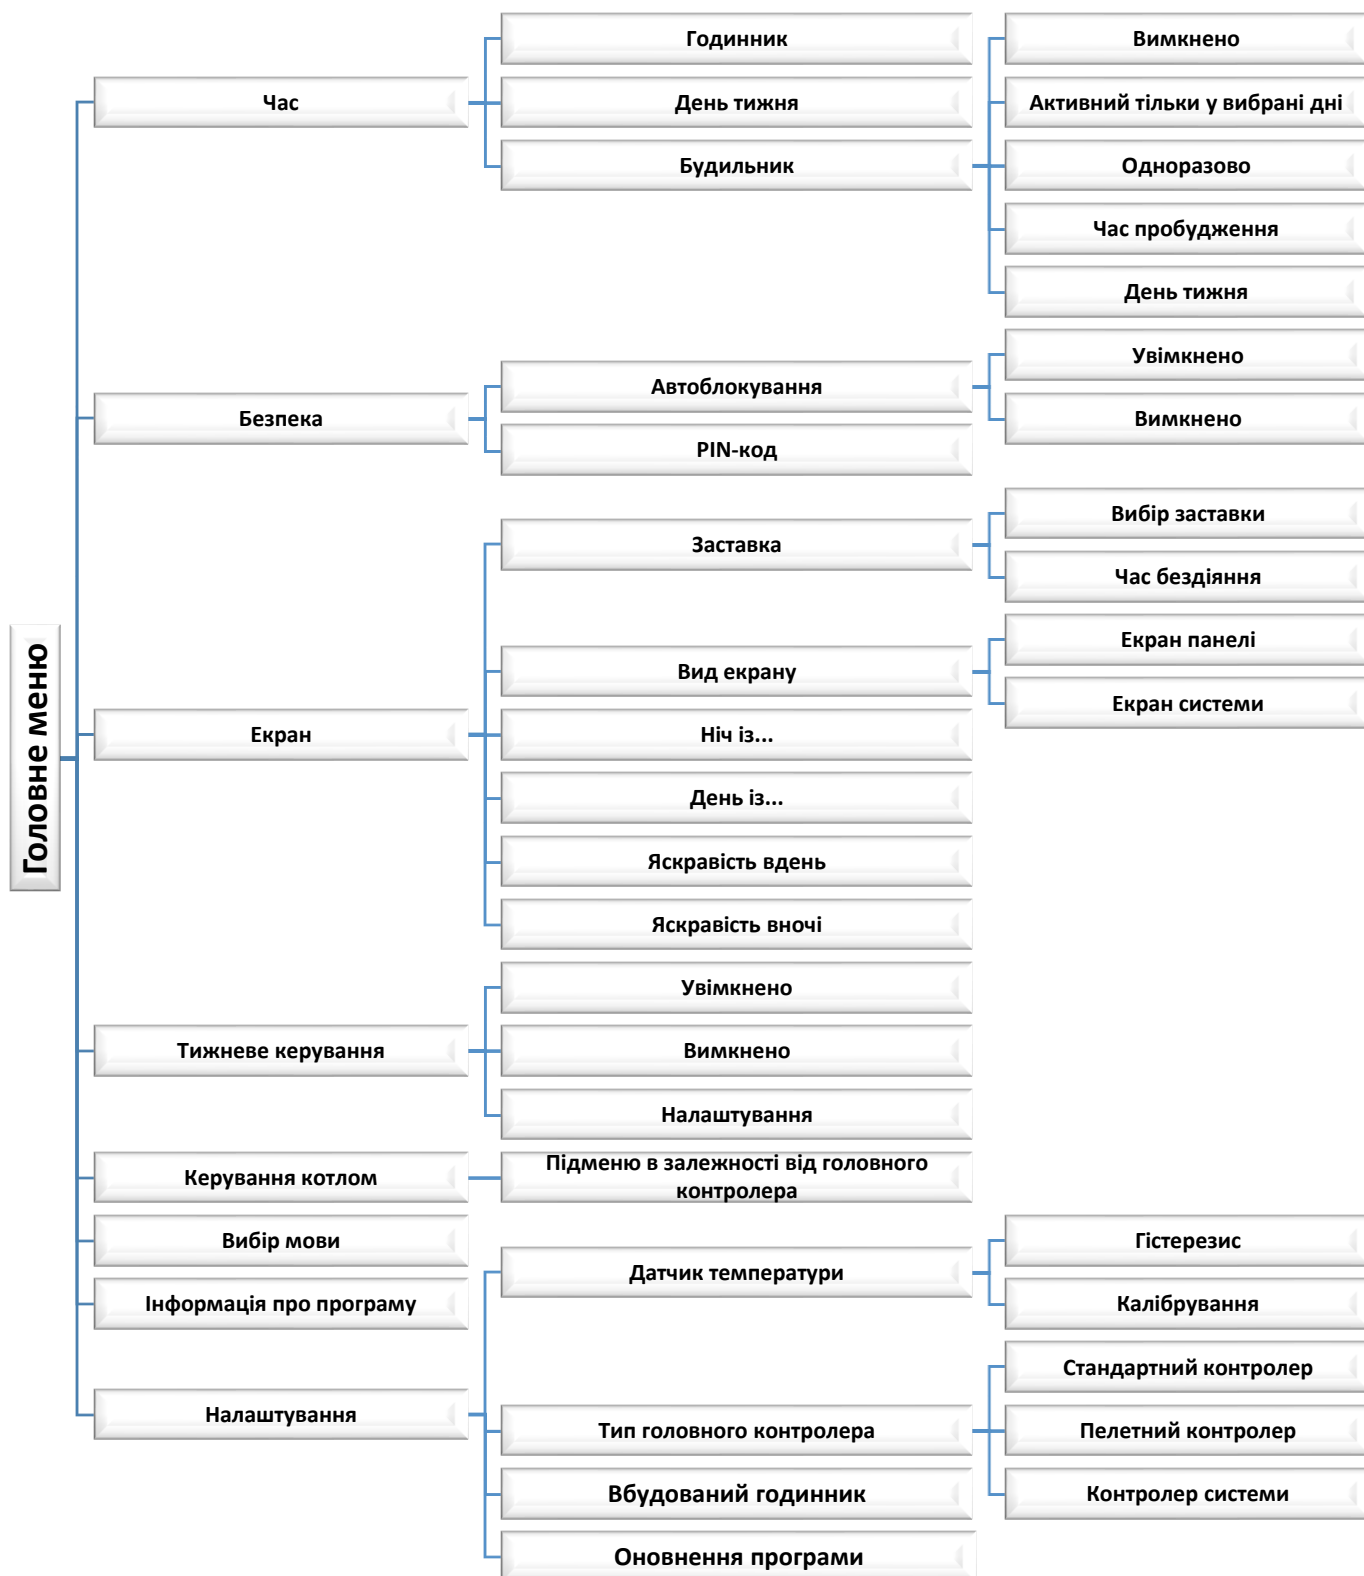 Головне меню
Час
Годинник
День тижня
Будильник
Вимкнено
Активний тільки у вибрані дні
Одноразово
Час пробудження
День тижня
Безпека
Автоблокування
PIN-код
Увімкнено
Вимкнено
Екран
Заставка
Вибір заставки
Час бездіяння
Вид екрану
Екран панелі
Екран системи
Ніч із...
День із...
Яскравість вдень
Яскравість вночі
Тижневе керування
Увімкнено
Вимкнено
Налаштування
Керування котлом
Підменю в залежності від головного
контролера
Вибір мови
Інформація про програму
Налаштування
Датчик температури
Гістерезис
Калібрування
Тип головного контролера
Стандартний контролер
Пелетний контролер
Контролер системи
Вбудований годинник
Оновнення програми